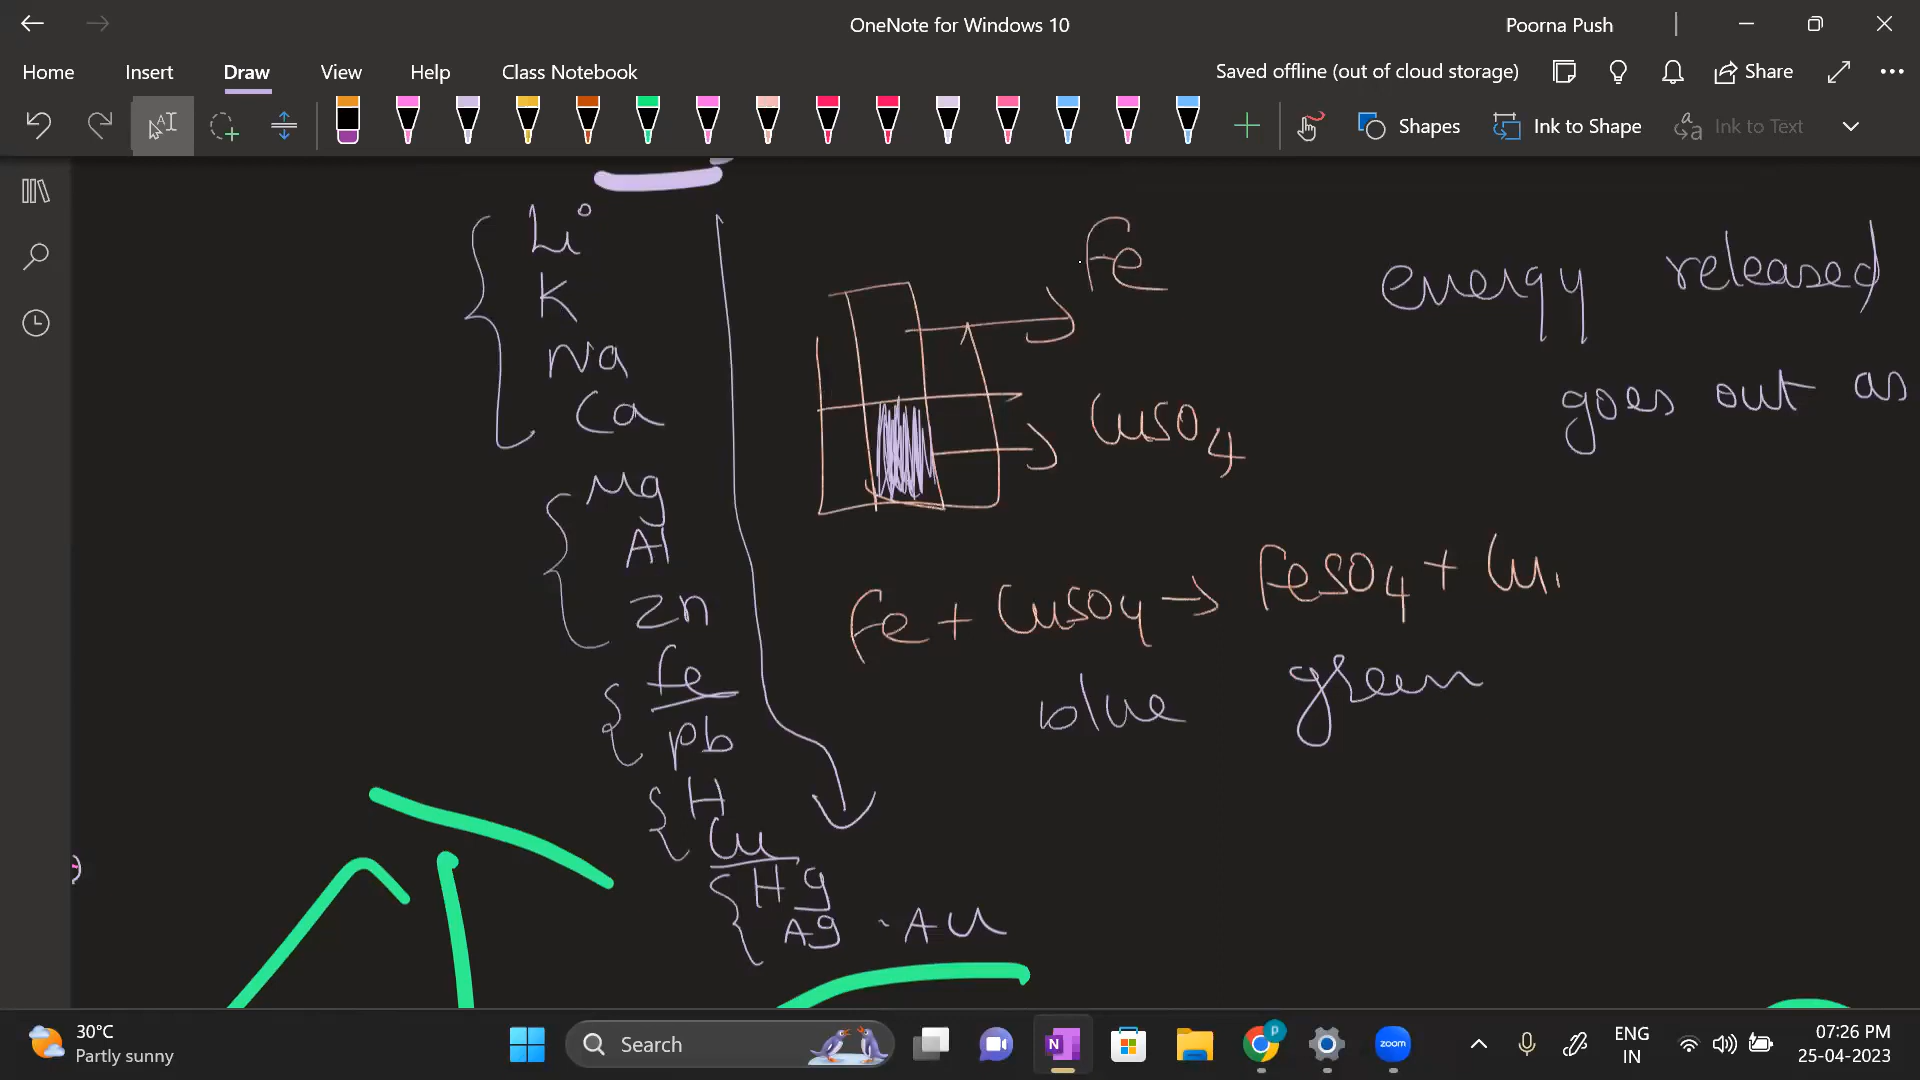 OneNote for Windows 10
Poorna Push
Home Insert Draw View Help Class Notebook
Saved offline (out of cloud storage)
Share
Shapes
Ink to Shape
Ink to Text
Li
K
Na
Ca
Mg
Al
Zn
Fe
Pb
H
Cu
Hg
Ag Au
Fe
CuSO4
Fe + CuSO4 → FeSO4 + Cu
blue green
energy released
goes out as
30°C
Partly sunny
Search
zoom
ENG
IN
07:26 PM
25-04-2023